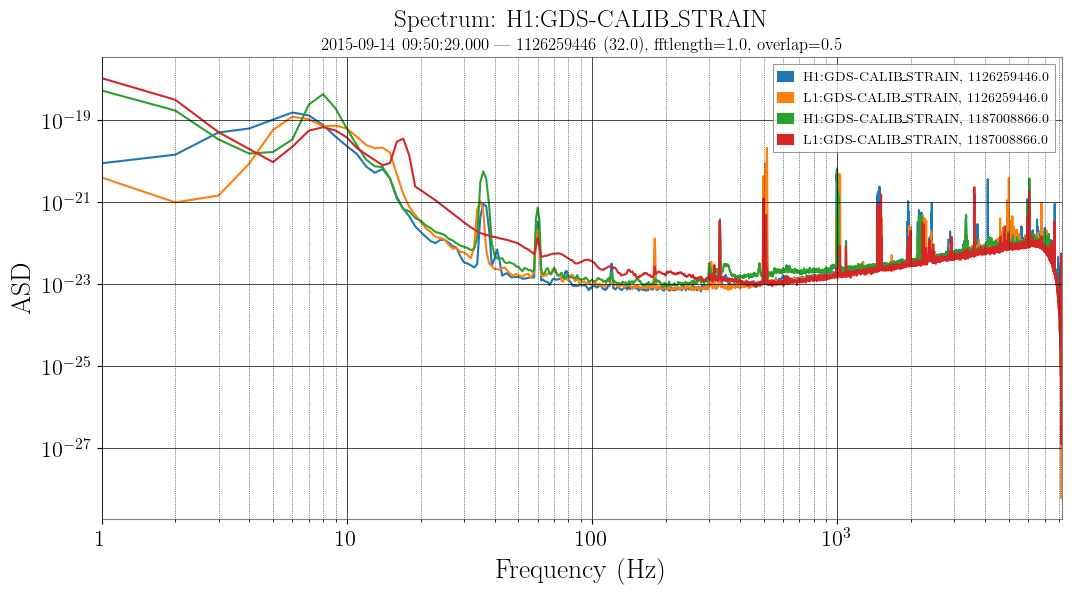 Spectrum: H1:GDS-CALIB_STRAIN
2015-09-14 09:50:29.000 — 1126259446 (32.0), fftlength=1.0, overlap=0.5
H1:GDS-CALIB_STRAIN, 1126259446.0
L1:GDS-CALIB_STRAIN, 1126259446.0
H1:GDS-CALIB_STRAIN, 1187008866.0
L1:GDS-CALIB_STRAIN, 1187008866.0
ASD
10⁻¹⁹
10⁻²¹
10⁻²³
10⁻²⁵
10⁻²⁷
1 10 100 10³
Frequency (Hz)